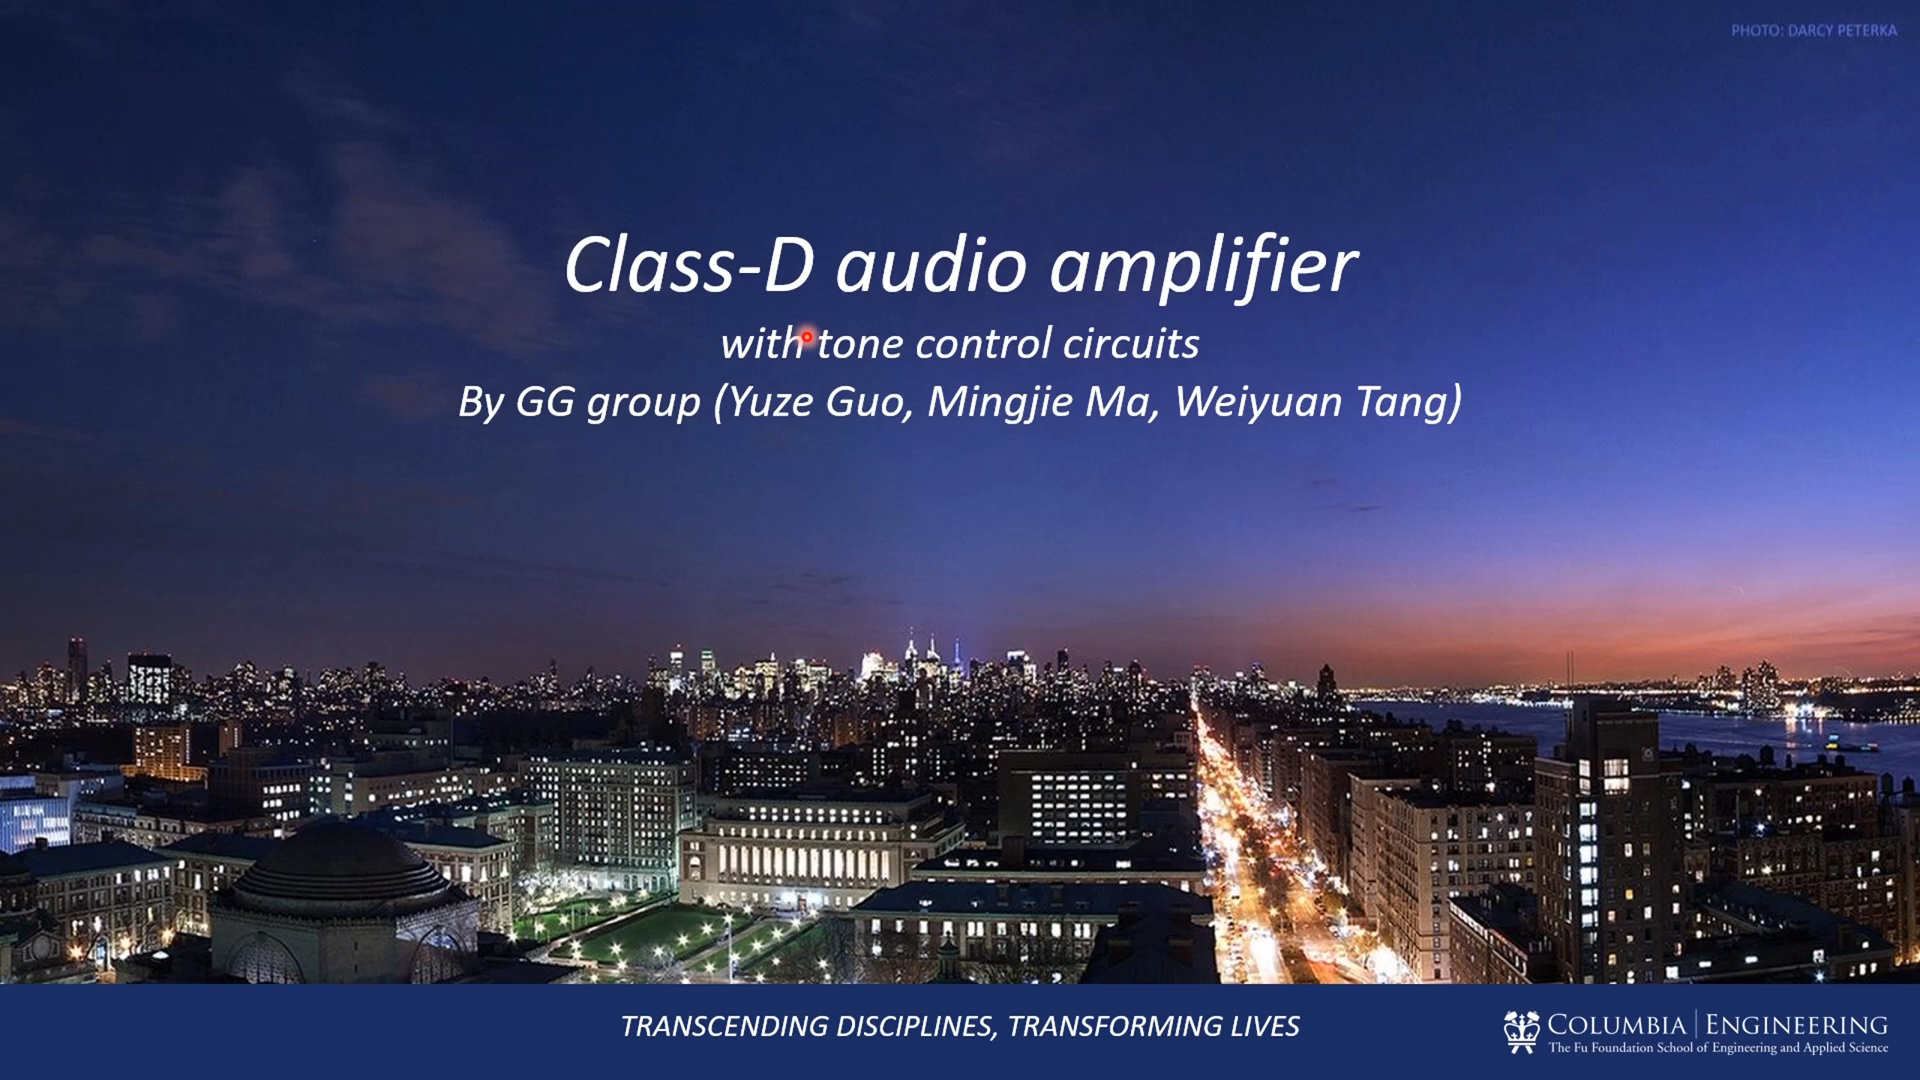 PHOTO: DARCY PETERKA
Class-D audio amplifier
with tone control circuits
By GG group (Yuze Guo, Mingjie Ma, Weiyuan Tang)
TRANSCENDING DISCIPLINES, TRANSFORMING LIVES
COLUMBIA | ENGINEERING
The Fu Foundation School of Engineering and Applied Science